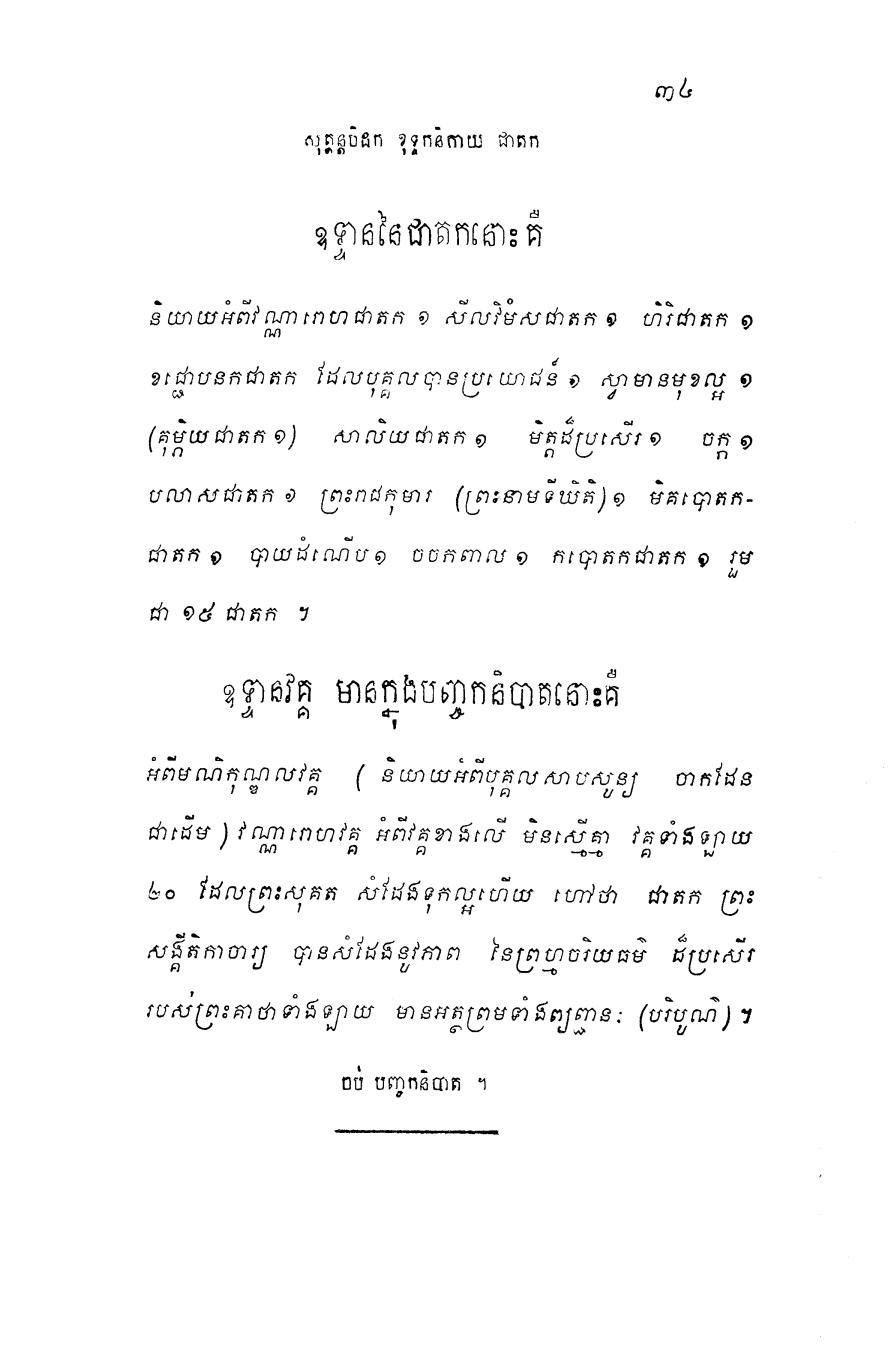 ៣៤
សុត្តន្តបិដក ខុទ្ទកនិកាយ ជាតក
ឧទ្ទាននៃជាតកនោះគឺ
និយាយអំពីវណ្ណារោហជាតក ១ សីលវិមំសជាតក ១ ហិរិជាតក ១
ខជ្ជោបនកជាតក ដែលបុគ្គលបានប្រយោជន៍ ១ ស្វាមានមុខល្អ ១
(គុម្ពិយជាតក ១) សាលិយជាតក ១ មិត្តដ៏ប្រសើរ ១ ចក្ក ១
បលាសជាតក ១ ព្រះរាជកុមារ (ព្រះនាមទីឃិតិ) ១ មិគបោតក-
ជាតក ១ បាយដំណើប ១ ចចកពាល ១ កបោតកជាតក ១ រួម
ជា ១៥ ជាតក ។
ឧទ្ទានវគ្គ មានក្នុងបញ្ចកនិបាតនោះគឺ
អំពីមណិកុណ្ឌលវគ្គ ( និយាយអំពីបុគ្គលសាបសូន្យ ចាកដែន
ជាដើម ) វណ្ណារោហវគ្គ អំពីវគ្គខាងលើ មិនស្មើគ្នា វគ្គទាំងឡាយ
២០ ដែលព្រះសុគត សំដែងទុកល្អហើយ ហៅថា ជាតក ព្រះ
សង្គីតិកាចារ្យ បានសំដែងនូវភាព នៃព្រហ្មចរិយធម៌ ដ៏ប្រសើរ
របស់ព្រះគាថាទាំងឡាយ មានអត្ថព្រមទាំងព្យញ្ជនៈ (បរិបូណ៌) ។
ចប់ បញ្ចកនិបាត ។